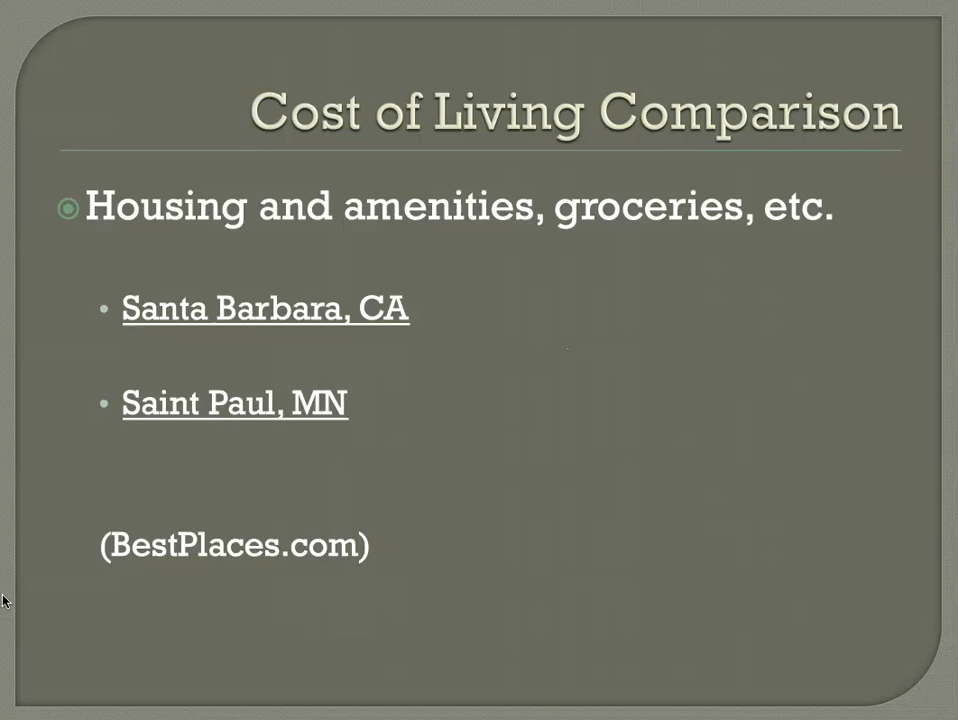 Cost of Living Comparison
Housing and amenities, groceries, etc.
• Santa Barbara, CA
• Saint Paul, MN
(BestPlaces.com)